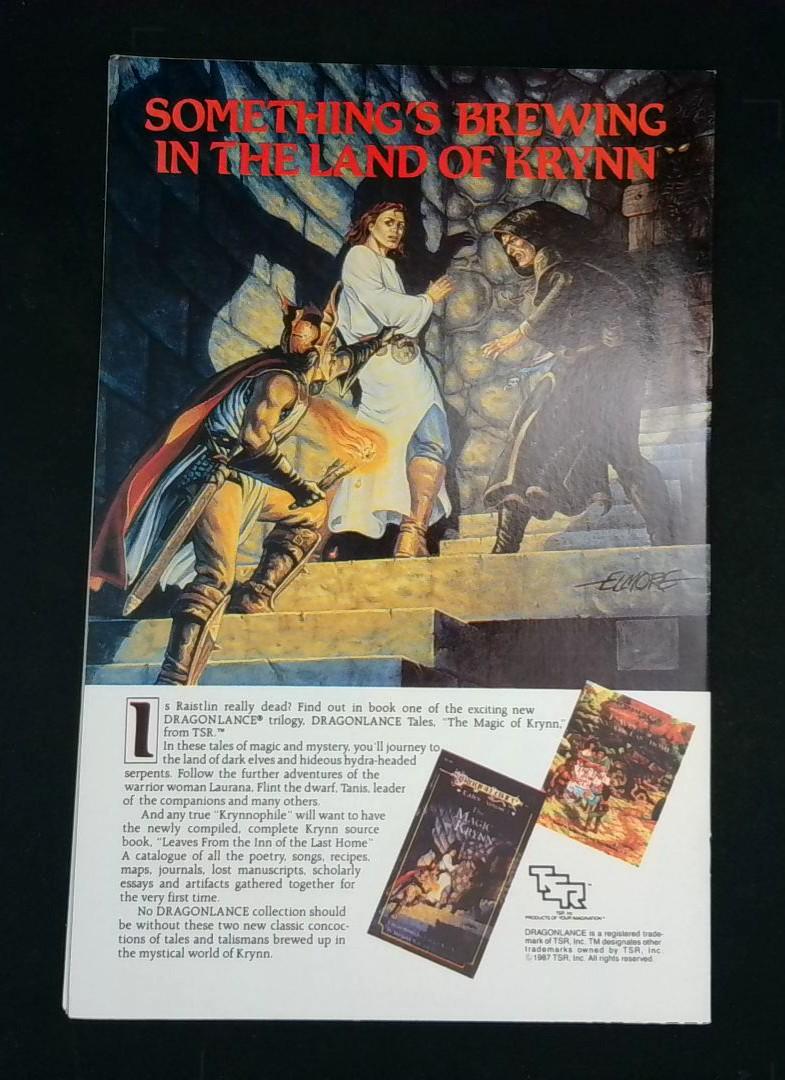 SOMETHING'S BREWING
IN THE LAND OF KRYNN
ELMORE
Is Raistlin really dead? Find out in book one of the exciting new
DRAGONLANCE® trilogy, DRAGONLANCE Tales, "The Magic of Krynn,"
from TSR.™
In these tales of magic and mystery, you'll journey to
the land of dark elves and hideous hydra-headed
serpents. Follow the further adventures of the
warrior woman Laurana, Flint the dwarf, Tanis, leader
of the companions and many others.
And any true "Krynnophile" will want to have
the newly compiled, complete Krynn source
book, "Leaves From the Inn of the Last Home"
A catalogue of all the poetry, songs, recipes,
maps, journals, lost manuscripts, scholarly
essays and artifacts gathered together for
the very first time.
No DRAGONLANCE collection should
be without these two new classic concoc-
tions of tales and talismans brewed up in
the mystical world of Krynn.
The
MAGIC
of
KRYNN
TSR™
TSR, Inc.
PRODUCTS OF YOUR IMAGINATION™
DRAGONLANCE is a registered trade-
mark of TSR, Inc. TM designates other
trademarks owned by TSR, Inc.
©1987 TSR, Inc. All rights reserved.